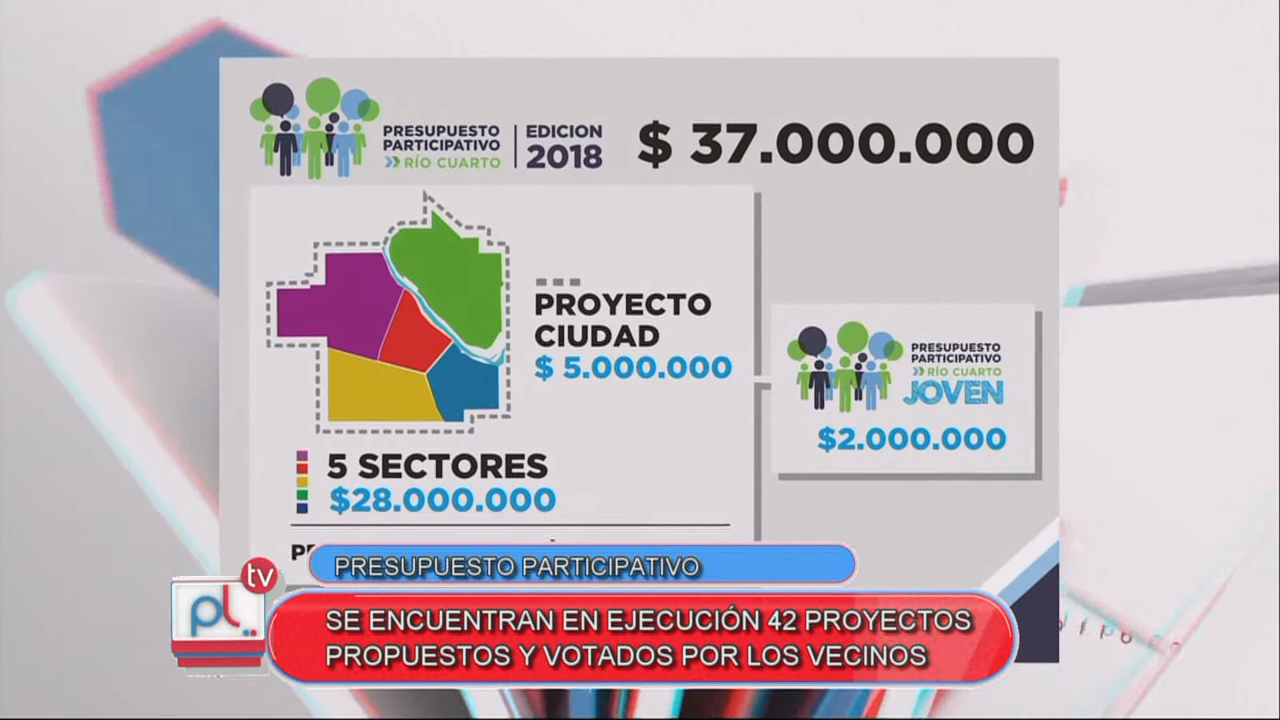 PRESUPUESTO
PARTICIPATIVO
RÍO CUARTO
EDICION
2018
$ 37.000.000
PROYECTO
CIUDAD
$ 5.000.000
5 SECTORES
$28.000.000
PRESUPUESTO
PARTICIPATIVO
RÍO CUARTO
JOVEN
$2.000.000
PRESUPUESTO PARTICIPATIVO
tv
pl
SE ENCUENTRAN EN EJECUCIÓN 42 PROYECTOS
PROPUESTOS Y VOTADOS POR LOS VECINOS